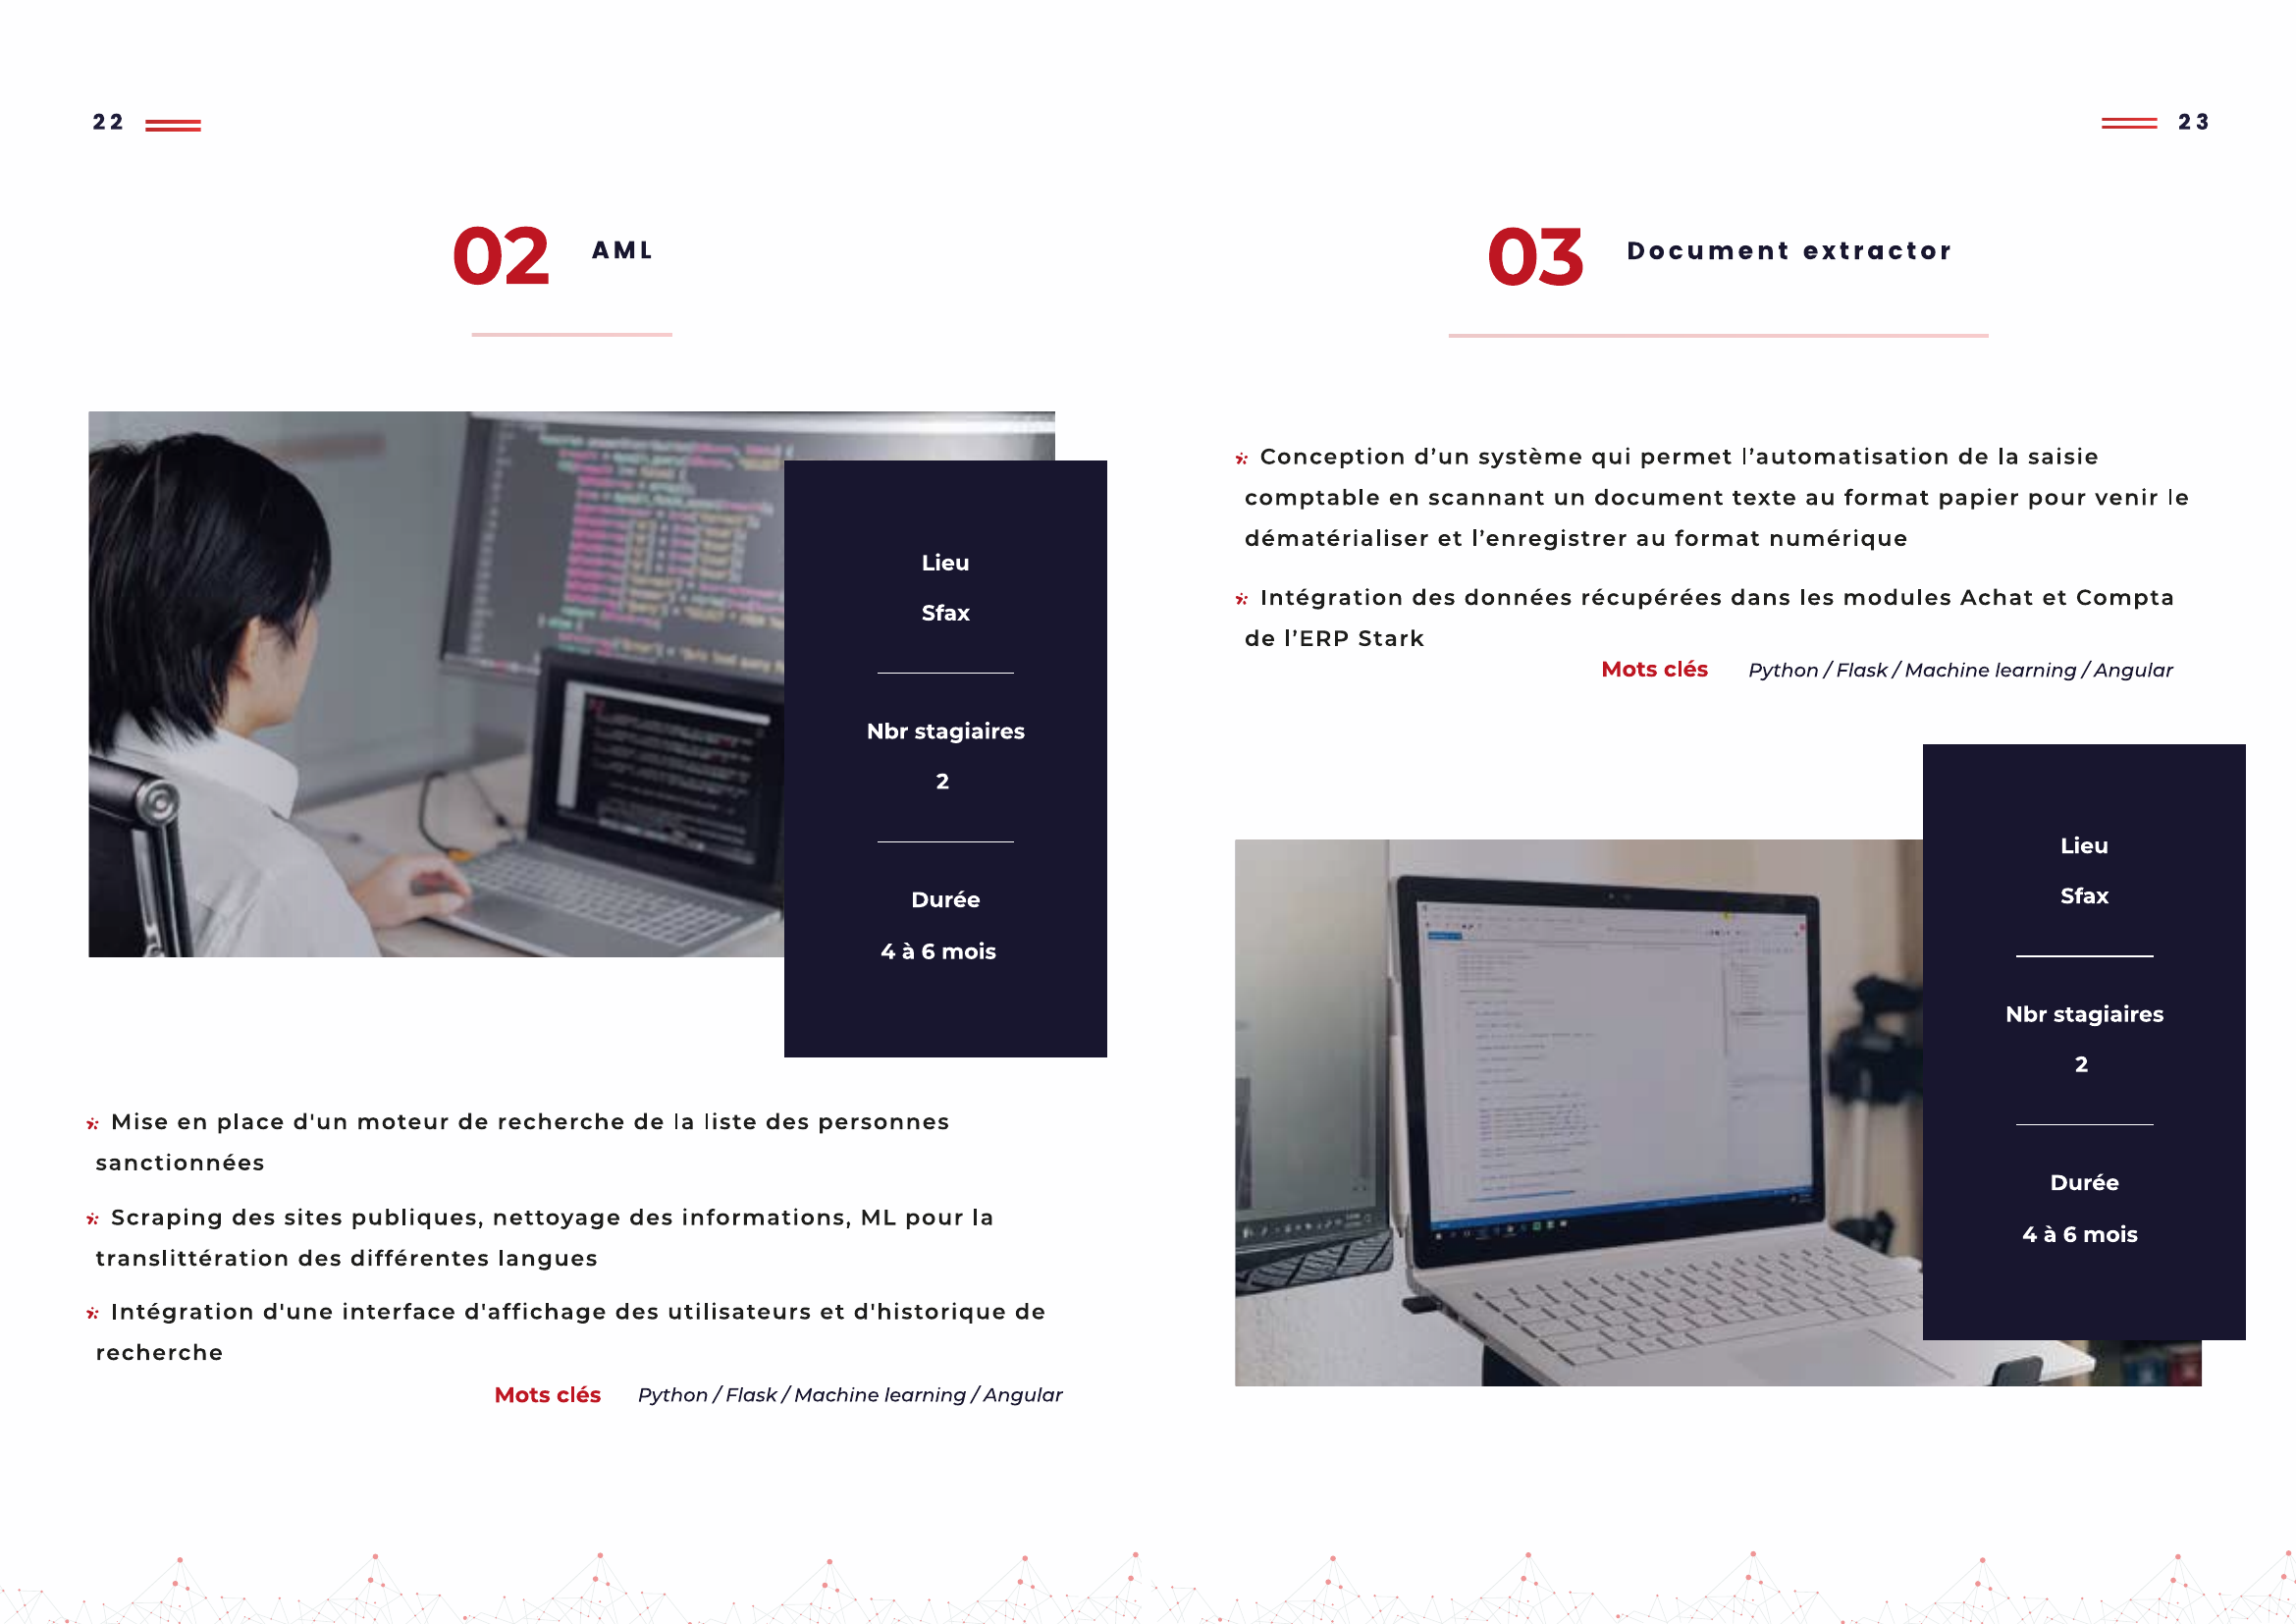 22
02 AML
Lieu
Sfax
Nbr stagiaires
2
Durée
4 à 6 mois
Mise en place d'un moteur de recherche de la liste des personnes
sanctionnées
Scraping des sites publiques, nettoyage des informations, ML pour la
translittération des différentes langues
Intégration d'une interface d'affichage des utilisateurs et d'historique de
recherche
Mots clés Python / Flask / Machine learning / Angular
23
03 Document extractor
Conception d’un système qui permet l’automatisation de la saisie
comptable en scannant un document texte au format papier pour venir le
dématérialiser et l’enregistrer au format numérique
Intégration des données récupérées dans les modules Achat et Compta
de l’ERP Stark
Mots clés Python / Flask / Machine learning / Angular
Lieu
Sfax
Nbr stagiaires
2
Durée
4 à 6 mois